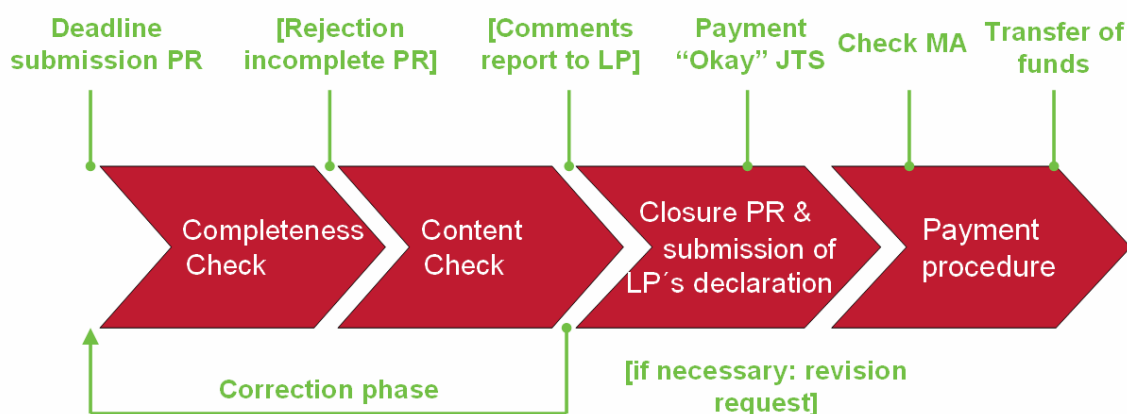 Deadline
submission PR
[Rejection
incomplete PR]
[Comments
report to LP]
Payment
“Okay” JTS
Check MA
Transfer of
funds
Completeness
Check
Content
Check
Closure PR &
submission of
LP´s declaration
Payment
procedure
Correction phase
[if necessary: revision
request]